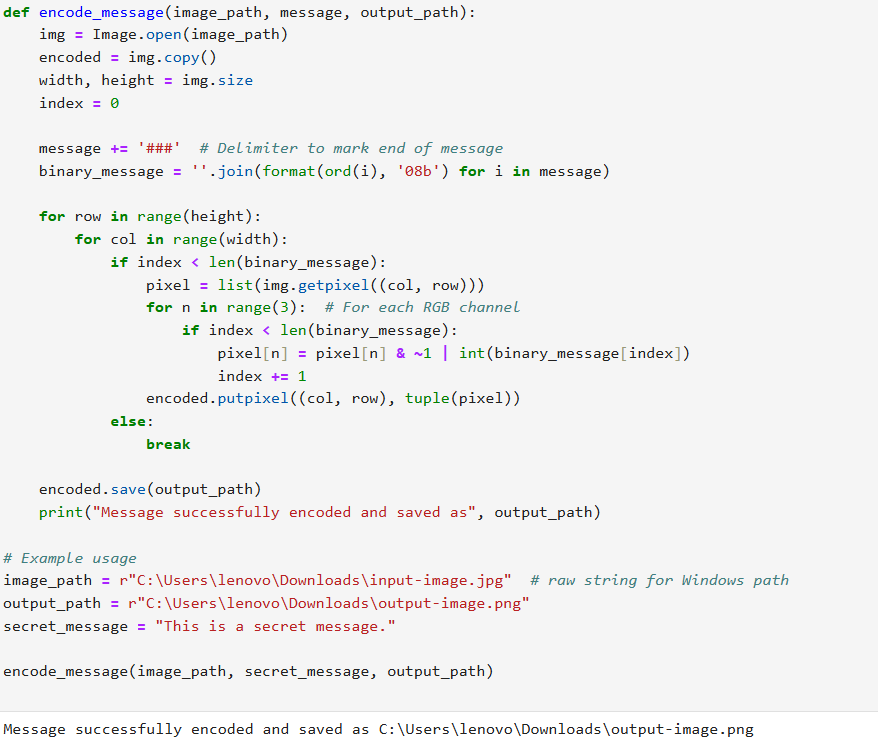 def encode_message(image_path, message, output_path):
    img = Image.open(image_path)
    encoded = img.copy()
    width, height = img.size
    index = 0

    message += '###'  # Delimiter to mark end of message
    binary_message = ''.join(format(ord(i), '08b') for i in message)

    for row in range(height):
        for col in range(width):
            if index < len(binary_message):
                pixel = list(img.getpixel((col, row)))
                for n in range(3):  # For each RGB channel
                    if index < len(binary_message):
                        pixel[n] = pixel[n] & ~1 | int(binary_message[index])
                        index += 1
                encoded.putpixel((col, row), tuple(pixel))
            else:
                break

    encoded.save(output_path)
    print("Message successfully encoded and saved as", output_path)

# Example usage
image_path = r"C:\Users\lenovo\Downloads\input-image.jpg"  # raw string for Windows path
output_path = r"C:\Users\lenovo\Downloads\output-image.png"
secret_message = "This is a secret message."

encode_message(image_path, secret_message, output_path)

Message successfully encoded and saved as C:\Users\lenovo\Downloads\output-image.png